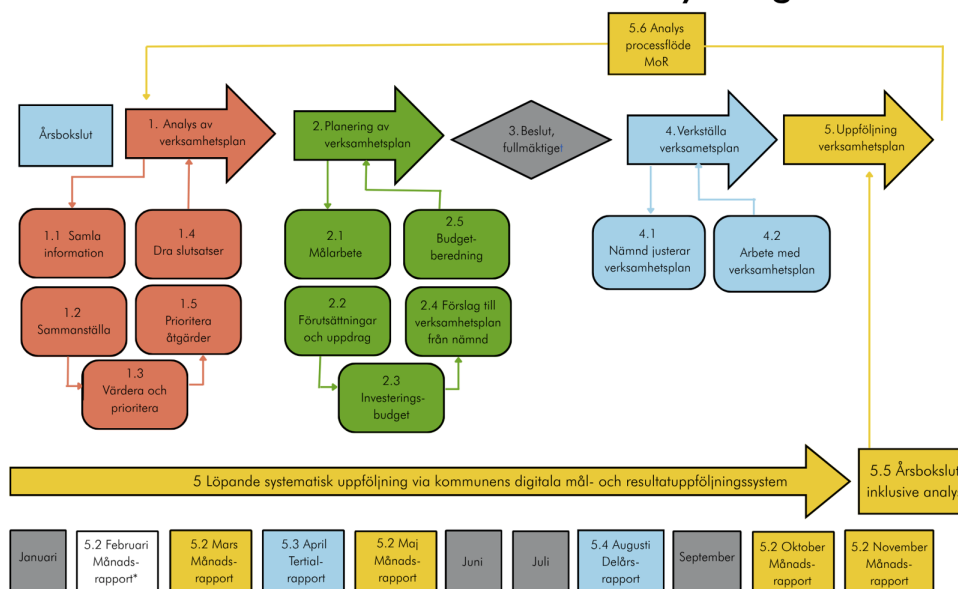 5.6 Analys
processflöde
MoR
Årsbokslut
1. Analys av
verksamhetsplan
2. Planering av
verksamhetsplan
3. Beslut,
fullmäktiget
4. Verkställa
verksametsplan
5. Uppföljning
verksamhetsplan
1.1 Samla
information
1.4
Dra slutsatser
1.2
Sammanställa
1.5
Prioritera
åtgärder
1.3
Värdera och
prioritera
2.1
Målarbete
2.5
Budget-
beredning
2.2
Förutsättningar
och uppdrag
2.4 Förslag till
verksamhetsplan
från nämnd
2.3
Investerings-
budget
4.1
Nämnd justerar
verksamhetsplan
4.2
Arbete med
verksamhetsplan
5 Löpande systematisk uppföljning via kommunens digitala mål- och resultatuppföljningssystem
5.5 Årsbokslut
inklusive analys
Januari
5.2 Februari
Månads-
rapport*
5.2 Mars
Månads-
rapport
5.3 April
Tertial-
rapport
5.2 Maj
Månads-
rapport
Juni
Juli
5.4 Augusti
Delårs-
rapport
September
5.2 Oktober
Månads-
rapport
5.2 November
Månads-
rapport